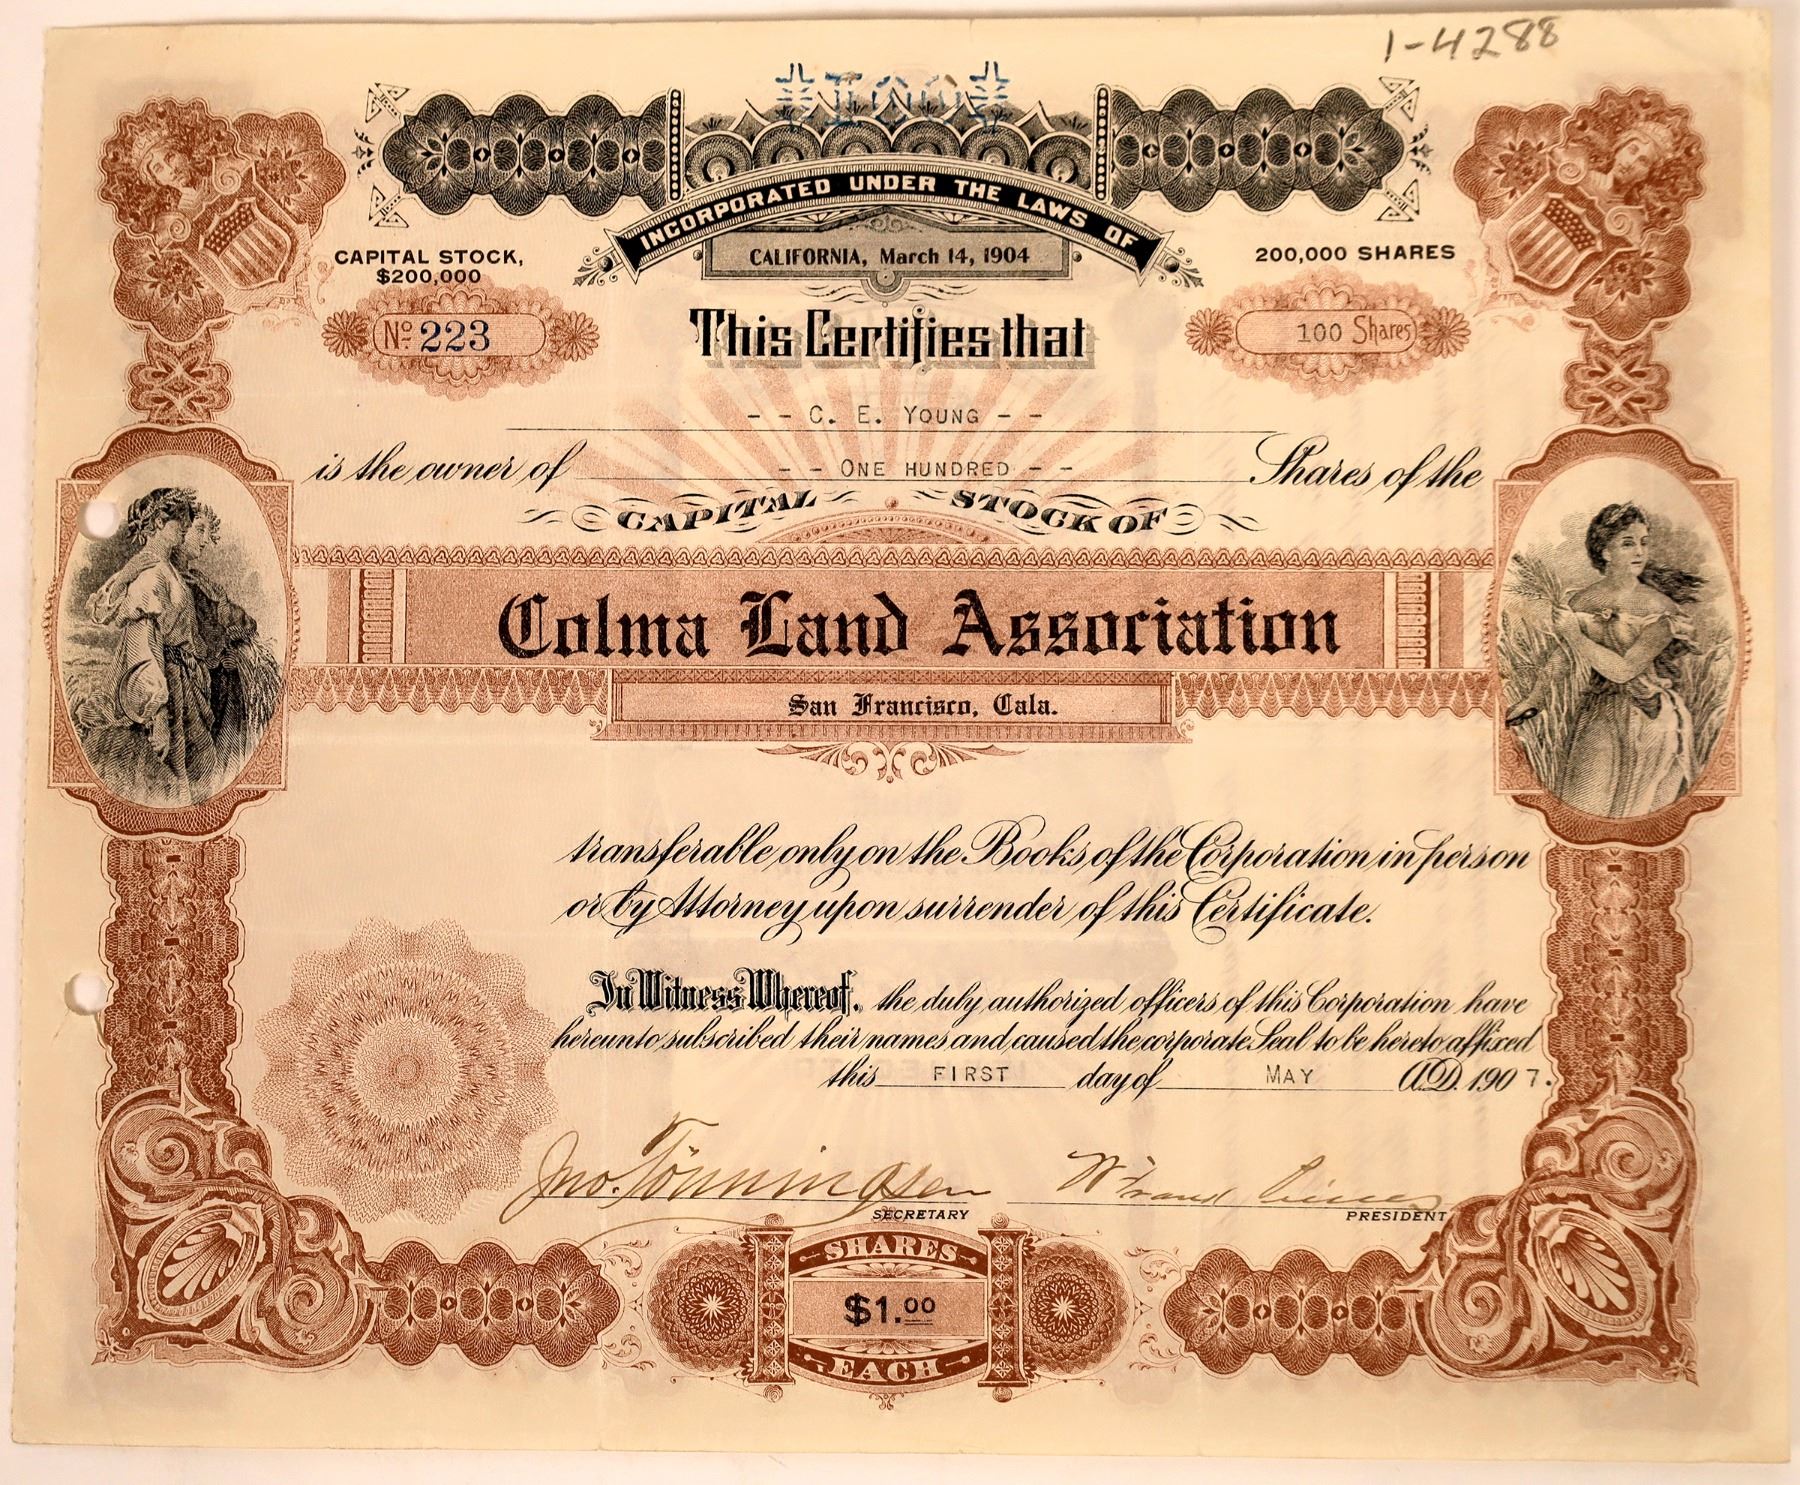 1-4288
INCORPORATED UNDER THE LAWS OF
CALIFORNIA, March 14, 1904
CAPITAL STOCK,
$200,000
200,000 SHARES
No. 223
This Certifies that
100 Shares
- - C. E. YOUNG - -
is the owner of - - ONE HUNDRED - - Shares of the
CAPITAL STOCK OF
Colma Land Association
San Francisco, Cala.
transferable only on the Books of the Corporation in person
or by Attorney upon surrender of this Certificate.
In Witness Whereof, the duly authorized officers of this Corporation have
hereunto subscribed their names and caused the corporate Seal to be hereto affixed
this FIRST day of MAY A.D. 1907.
Jno. Tönningsen
SECRETARY
PRESIDENT
SHARES
$1.00
EACH